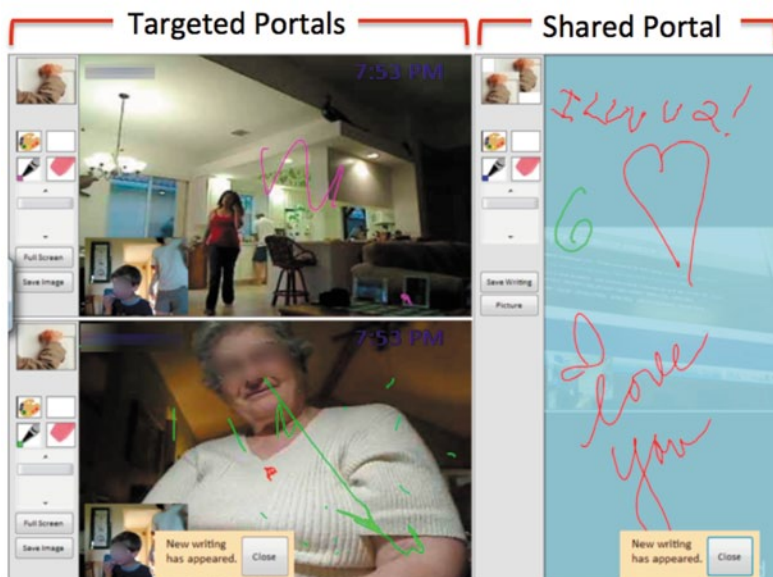 Targeted Portals
Shared Portal
7:53 PM
Full Screen
Save Image
7:53 PM
Full Screen
Save Image
New writing
has appeared.
Close
I Luv U 2!
6
Save Writing
Picture
I
love
you
New writing
has appeared.
Close